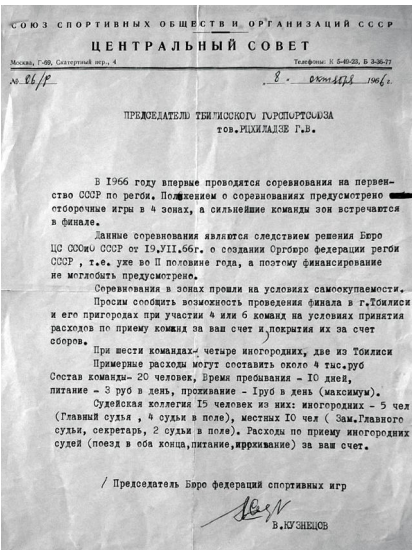 СОЮЗ СПОРТИВНЫХ ОБЩЕСТВ И ОРГАНИЗАЦИЙ СССР
ЦЕНТРАЛЬНЫЙ СОВЕТ
Москва, Г-69, Скатертный пер., 4 Телефоны: К 5-49-23, Б 3-36-77
№ 06/р 8. октября 1966г.
ПРЕДСЕДАТЕЛЮ ТБИЛИССКОГО ГОРСПОРТСОЮЗА
тов. РЦХИЛАДЗЕ Г.В.
В 1966 году впервые проводятся соревнования на первен-
ство СССР по регби. Положением о соревнованиях предусмотрено
отборочные игры в 4 зонах, а сильнейшие команды зон встречаются
в финале.
Данные соревнования являются следствием решения Бюро
ЦС ССОиО СССР от 19.УII.66г. о создании Оргбюро федерации регби
СССР , т.е. уже во II половине года, а поэтому финансирование
не моглобыть предусмотрено.
Соревнования в зонах прошли на условиях самоокупаемости.
Просим сообщить возможность проведения финала в г.Тбилиси
и его пригородах при участии 4 или 6 команд на условиях принятия
расходов по приему команд за ваш счет и покрытия их за счет
сборов.
При шести командах- четыре иногородних, две из Тбилиси
Примерные расходы могут составить около 4 тыс.руб
Состав команды- 20 человек, Время пребывания - 10 дней,
питание - 3 руб в день, проживание - 1руб в день (максимум).
Судейская коллегия 15 человек из них: иногородних - 5 чел
(Главный судья , 4 судьи в поле), местных 10 чел ( Зам.Главного
судьи, секретарь, 2 судьи в поле). Расходы по приему иногородних
судей (поезд в оба конца,питание,проживание) за ваш счет.
/ Председатель Бюро федераций спортивных игр
В.КУЗНЕЦОВ